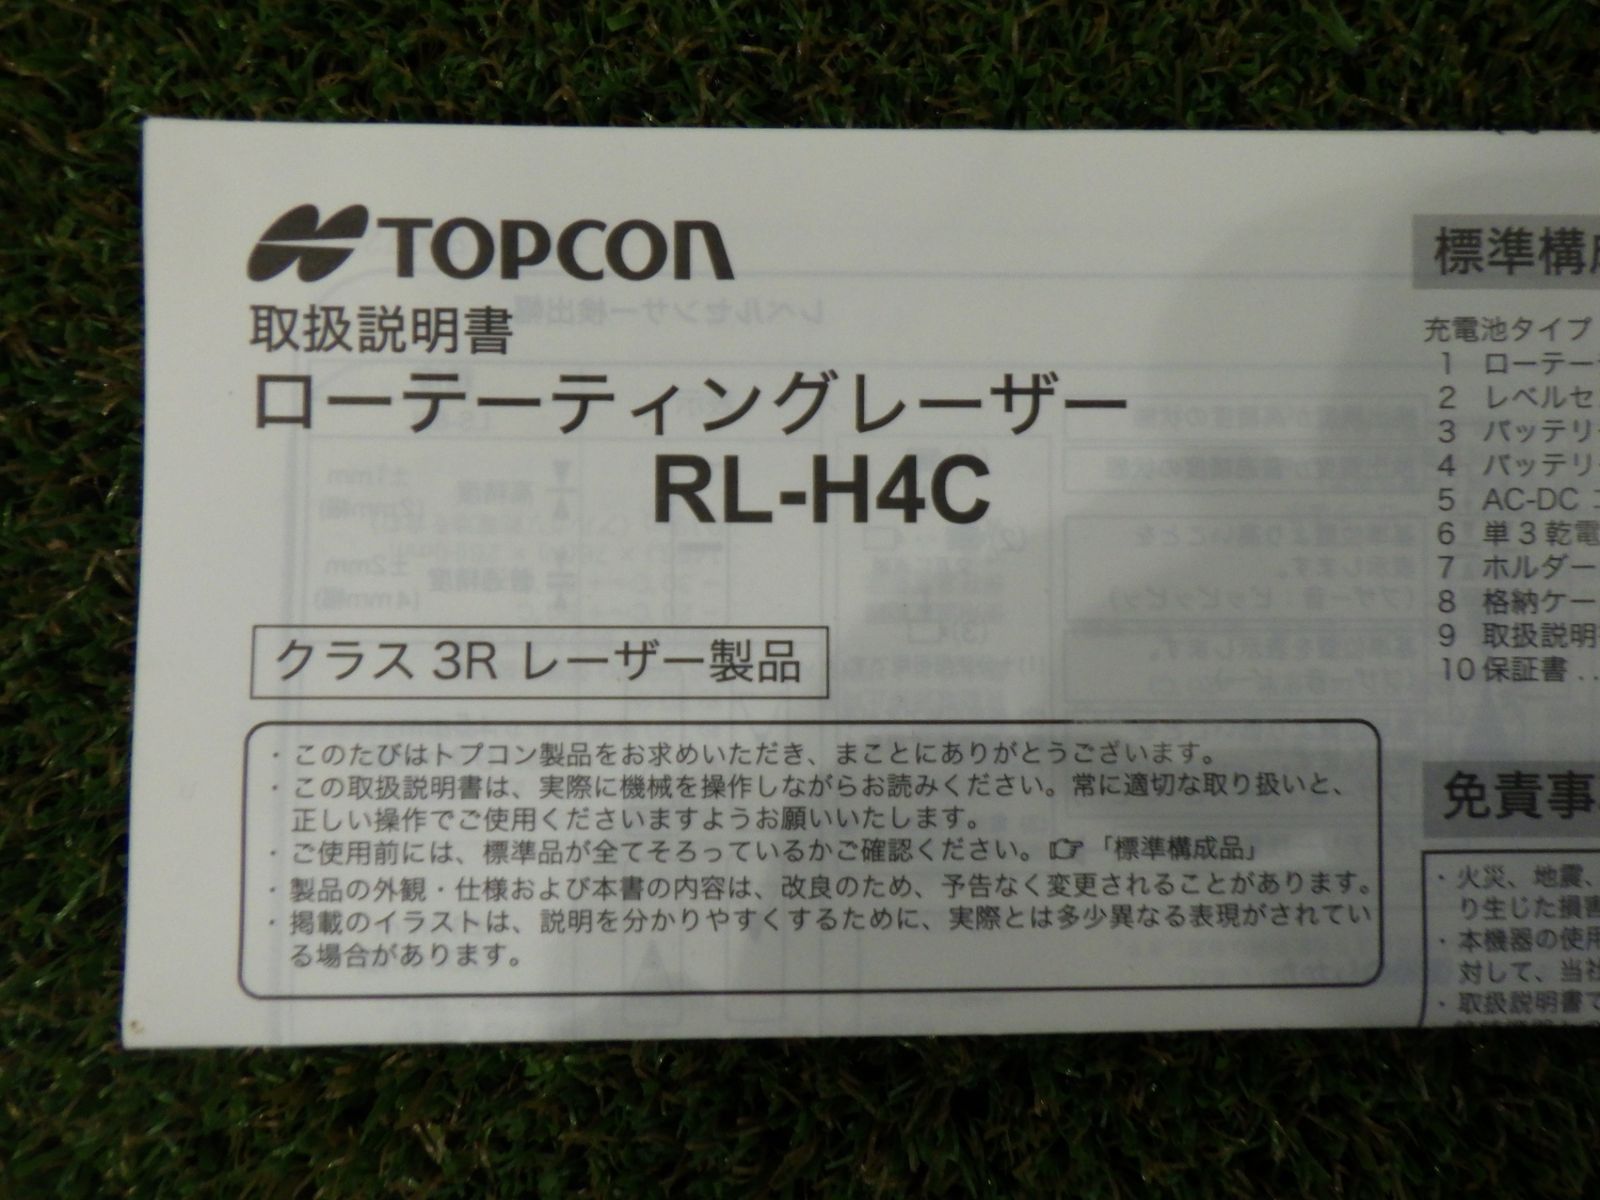 TOPCON
取扱説明書
ローテーティングレーザー
RL-H4C
クラス 3R レーザー製品
・このたびはトプコン製品をお求めいただき、まことにありがとうございます。
・この取扱説明書は、実際に機械を操作しながらお読みください。常に適切な取り扱いと、
正しい操作でご使用くださいますようお願いいたします。
・ご使用前には、標準品が全てそろっているかご確認ください。☞「標準構成品」
・製品の外観・仕様および本書の内容は、改良のため、予告なく変更されることがあります。
・掲載のイラストは、説明を分かりやすくするために、実際とは多少異なる表現がされてい
る場合があります。
標準構
充電池タイプ
1 ローテー
2 レベルセ
3 バッテリ
4 バッテリ
5 AC-DC
6 単3乾電
7 ホルダー
8 格納ケー
9 取扱説明
10 保証書 ..
免責事
・火災、地震、
り生じた損害
・本機器の使用
対して、当社
・取扱説明書で